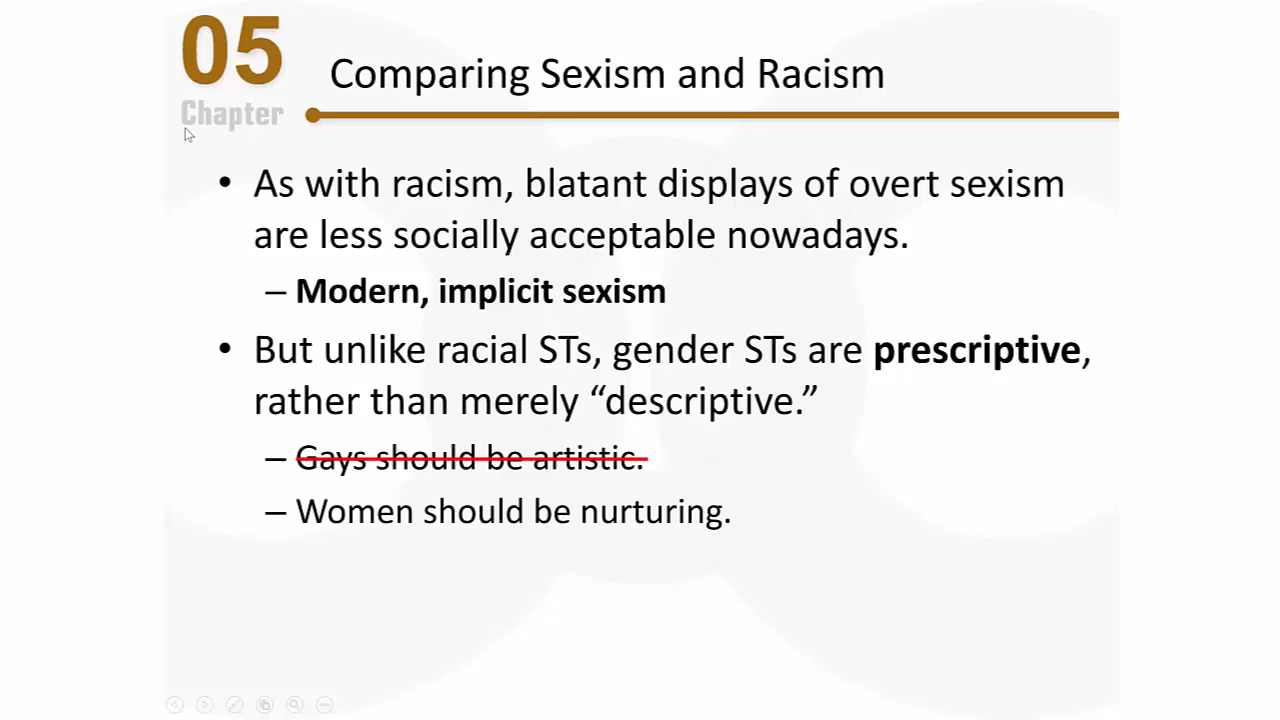 05
Chapter
Comparing Sexism and Racism
• As with racism, blatant displays of overt sexism
are less socially acceptable nowadays.
– Modern, implicit sexism
• But unlike racial STs, gender STs are prescriptive,
rather than merely “descriptive.”
– Gays should be artistic.
– Women should be nurturing.